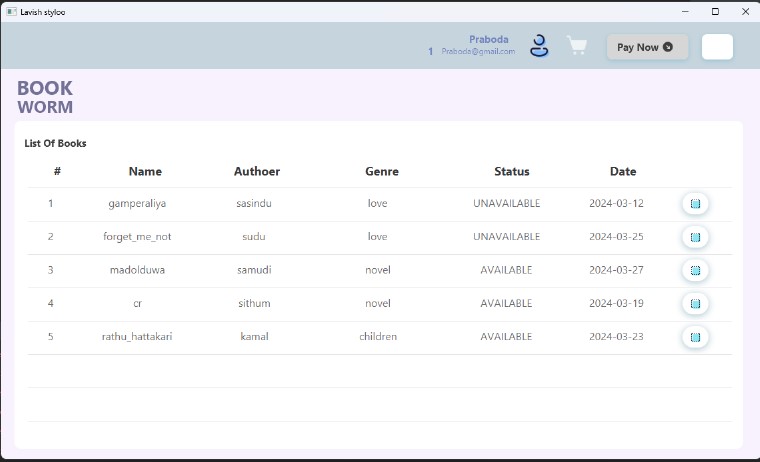 Lavish styloo
Praboda
1 Praboda@gmail.com
Pay Now
BOOK
WORM
List Of Books
# Name Authoer Genre Status Date
1 gamperaliya sasindu love UNAVAILABLE 2024-03-12
2 forget_me_not sudu love UNAVAILABLE 2024-03-25
3 madolduwa samudi novel AVAILABLE 2024-03-27
4 cr sithum novel AVAILABLE 2024-03-19
5 rathu_hattakari kamal children AVAILABLE 2024-03-23